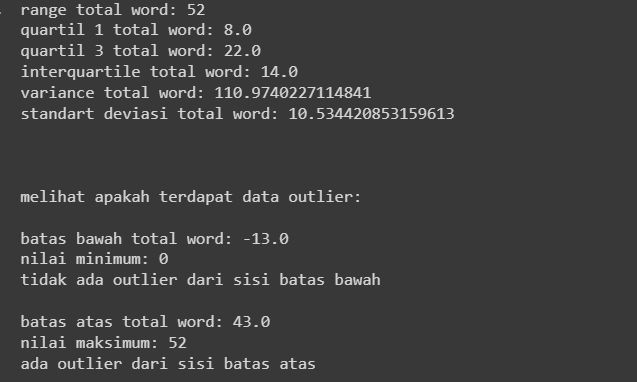 range total word: 52
quartil 1 total word: 8.0
quartil 3 total word: 22.0
interquartile total word: 14.0
variance total word: 110.9740227114841
standart deviasi total word: 10.534420853159613
melihat apakah terdapat data outlier:
batas bawah total word: -13.0
nilai minimum: 0
tidak ada outlier dari sisi batas bawah
batas atas total word: 43.0
nilai maksimum: 52
ada outlier dari sisi batas atas